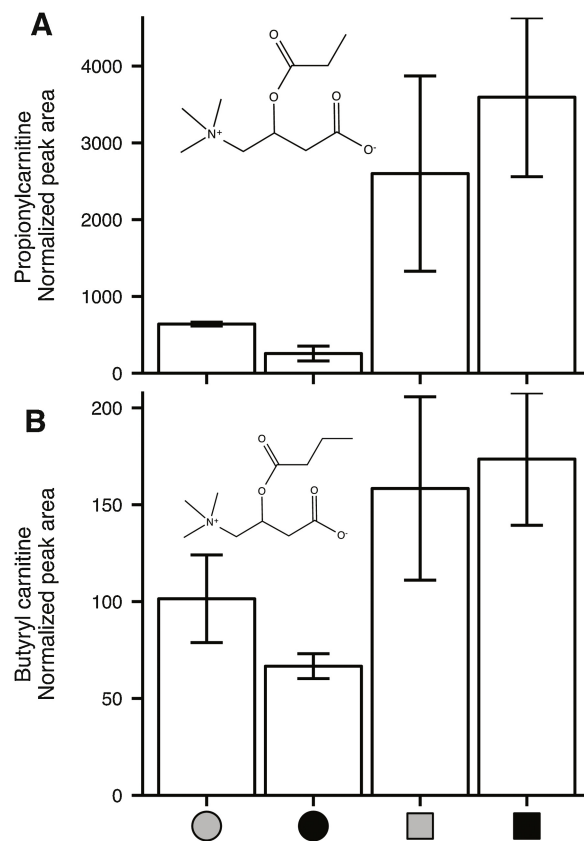 A
Propionylcarnitine
Normalized peak area
4000
3000
2000
1000
0
O
O
O
N+
O-
B
Butyryl carnitine
Normalized peak area
200
150
100
50
0
O
O
O
N+
O-